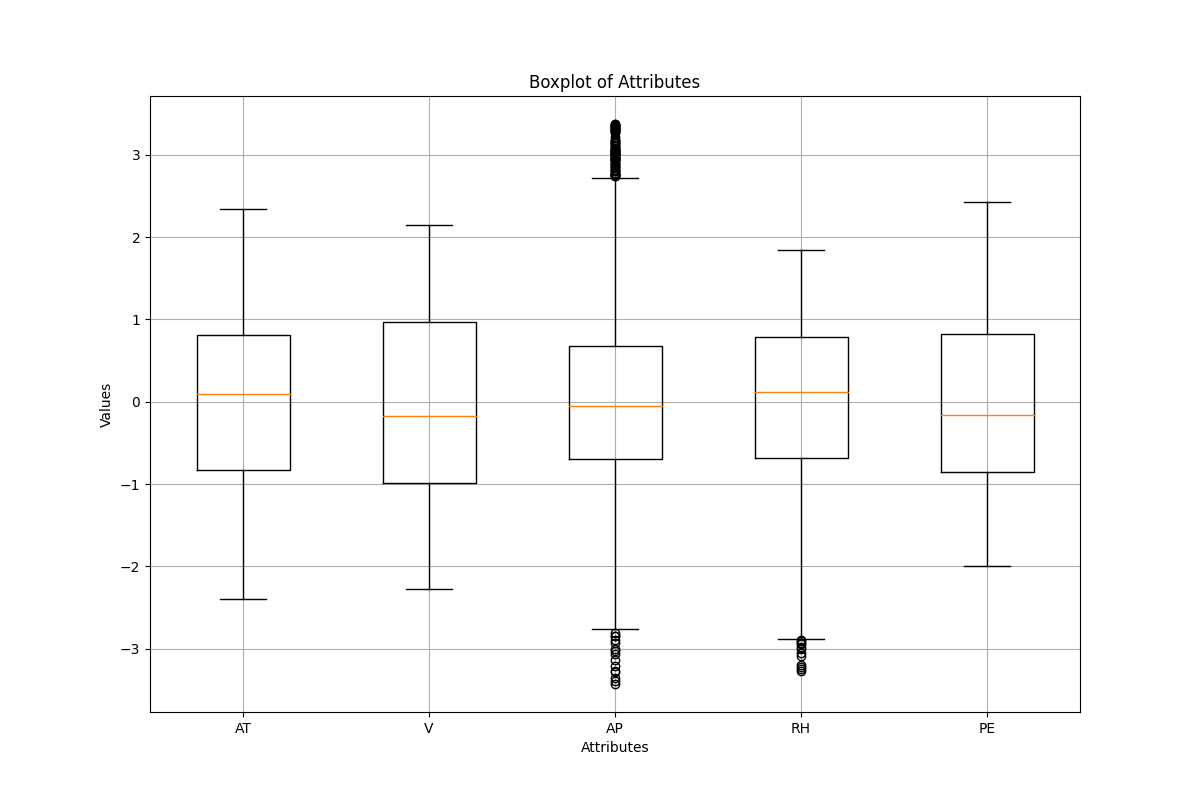 Boxplot of Attributes
Values
3
2
1
0
−1
−2
−3
AT V AP RH PE
Attributes